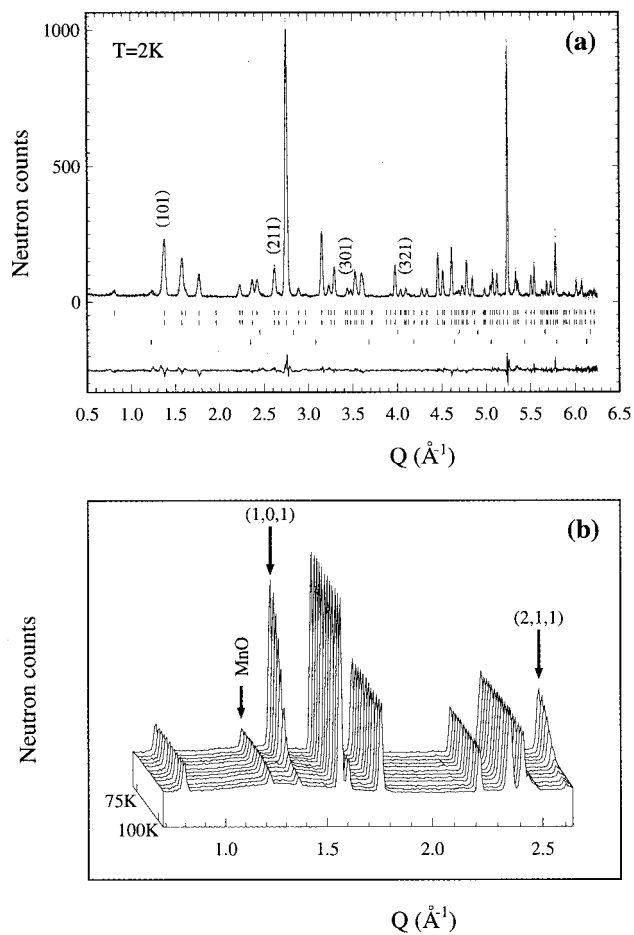 (a)
T=2K
Neutron counts
1000
500
0
(101)
(211)
(301)
(321)
0.5 1.0 1.5 2.0 2.5 3.0 3.5 4.0 4.5 5.0 5.5 6.0 6.5
Q (Å-1)
(b)
(1,0,1)
(2,1,1)
MnO
Neutron counts
75K
100K
1.0 1.5 2.0 2.5
Q (Å-1)